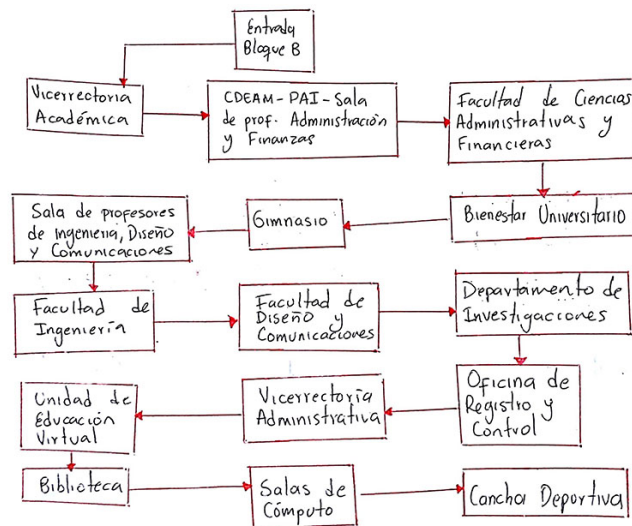 Entrada
Bloque B
Vicerrectoria
Académica
CDEAM-PAI-Sala
de prof. Administración
y Finanzas
Facultad de Ciencias
Administrativas y
Financieras
Bienestar Universitario
Gimnasio
Sala de profesores
de Ingenieria, Diseño
y Comunicaciones
Facultad de
Ingeniería
Facultad de
Diseño y
Comunicaciones
Departamento de
Investigaciones
Oficina de
Registro y
Control
Vicerrectoría
Administrativa
Unidad de
Educación
Virtual
Biblioteca
Salas de
Cómputo
Cancha Deportiva